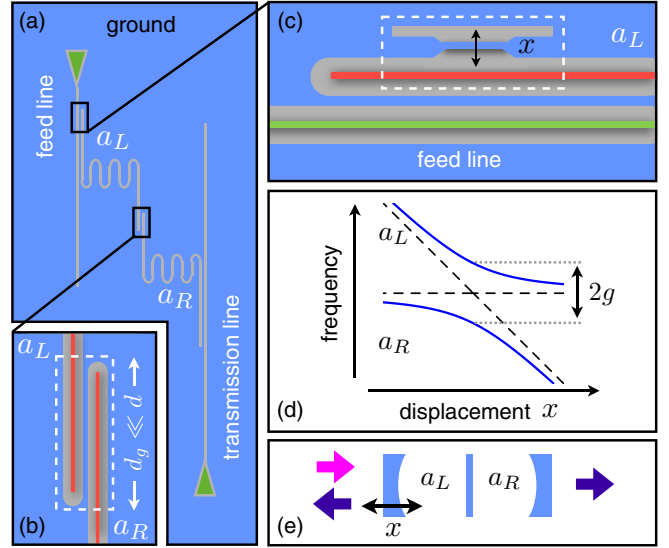 (a)
ground
feed line
a_L
a_R
transmission line
(b)
a_L
d_g ≪ d
a_R
(c)
a_L
x
feed line
(d)
frequency
a_L
a_R
2g
displacement x
(e)
a_L
a_R
x